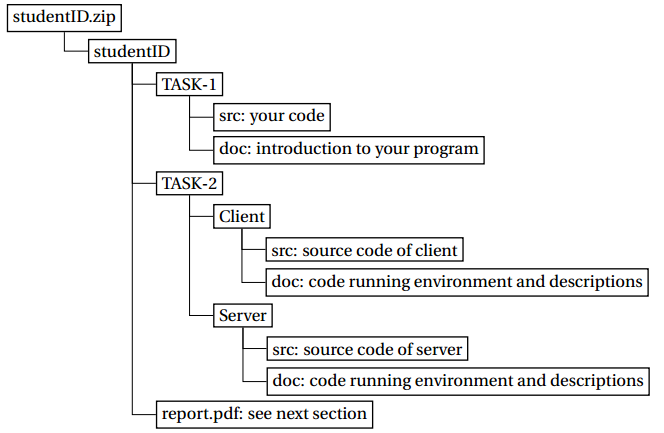 studentID.zip
studentID
TASK-1
src: your code
doc: introduction to your program
TASK-2
Client
src: source code of client
doc: code running environment and descriptions
Server
src: source code of server
doc: code running environment and descriptions
report.pdf: see next section